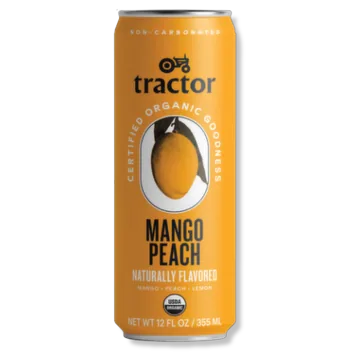 NON-CARBONATED
tractor
CERTIFIED ORGANIC GOODNESS
MANGO
PEACH
NATURALLY FLAVORED
MANGO • PEACH • LEMON
USDA
ORGANIC
NET WT 12 FL OZ / 355 ML